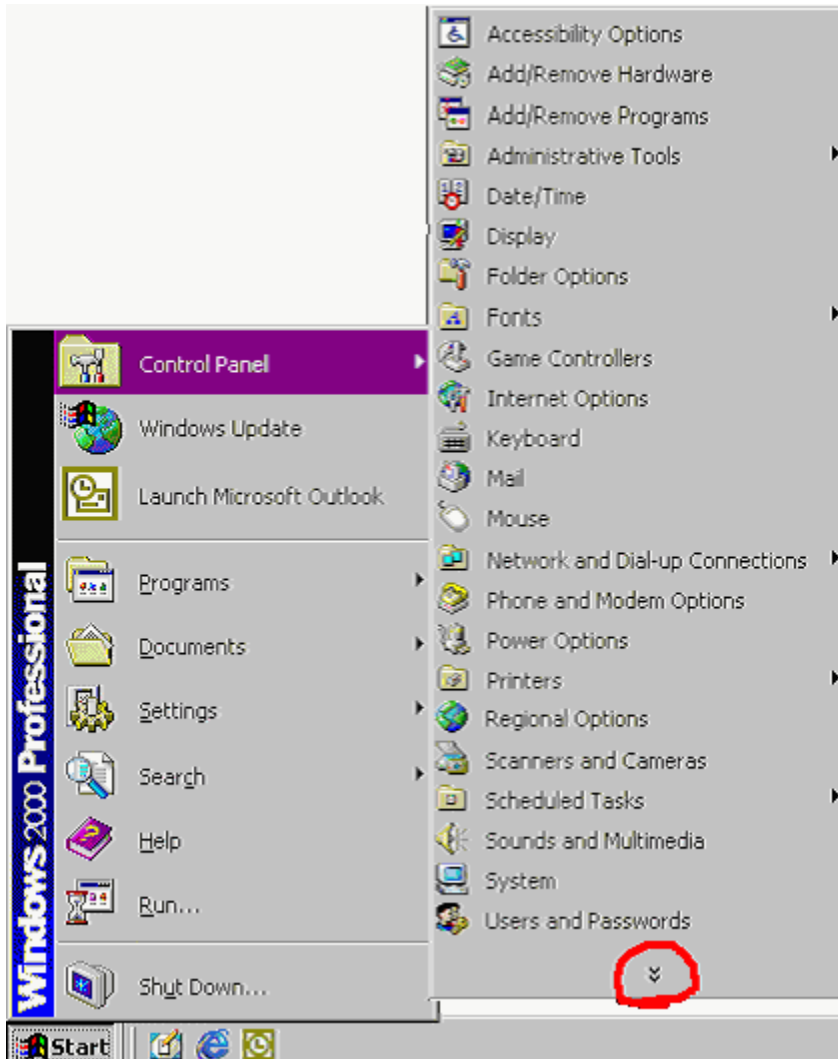 Accessibility Options
Add/Remove Hardware
Add/Remove Programs
Administrative Tools
Date/Time
Display
Folder Options
Fonts
Game Controllers
Internet Options
Keyboard
Mail
Mouse
Network and Dial-up Connections
Phone and Modem Options
Power Options
Printers
Regional Options
Scanners and Cameras
Scheduled Tasks
Sounds and Multimedia
System
Users and Passwords
Control Panel
Windows Update
Launch Microsoft Outlook
Programs
Documents
Settings
Search
Help
Run...
Shut Down...
Windows 2000 Professional
Start